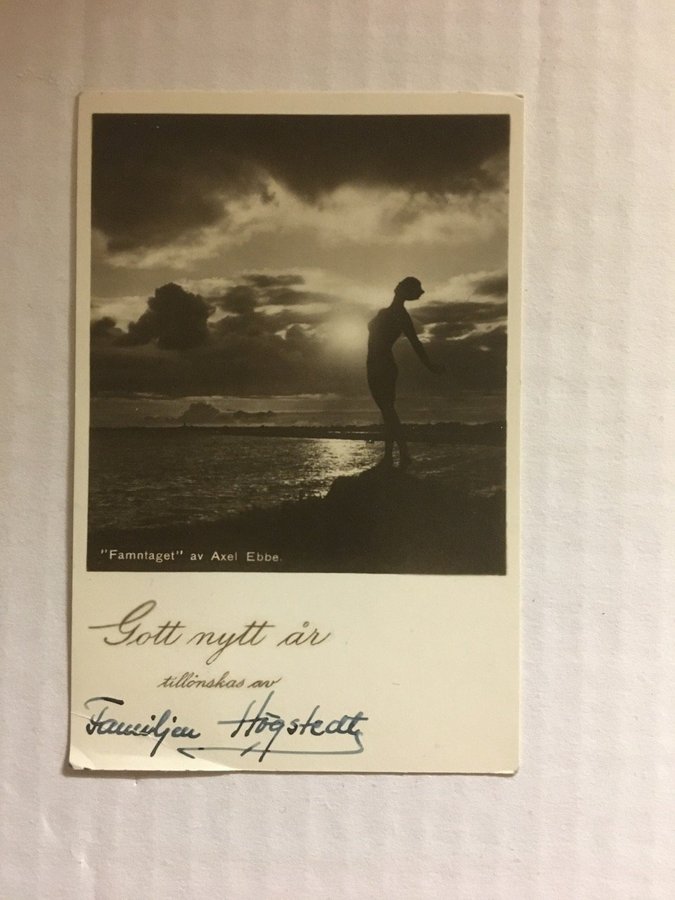 "Famntaget" av Axel Ebbe.
Gott nytt år
tillönskas av
Familjen Högstedt